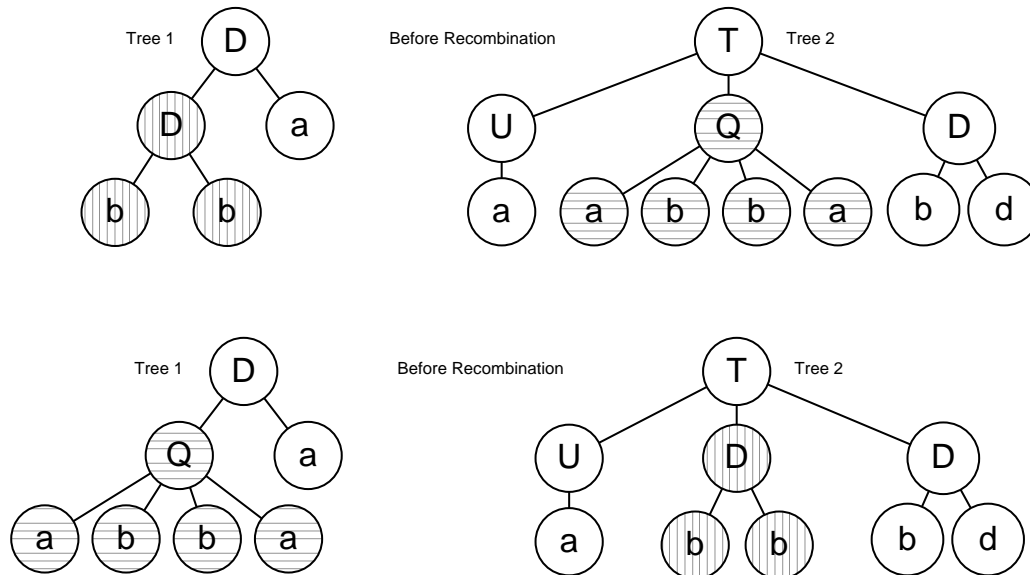 Tree 1 D Before Recombination T Tree 2
D a U Q D
b b a a b b a b d
Tree 1 D Before Recombination T Tree 2
Q a U D D
a b b a a b b b d